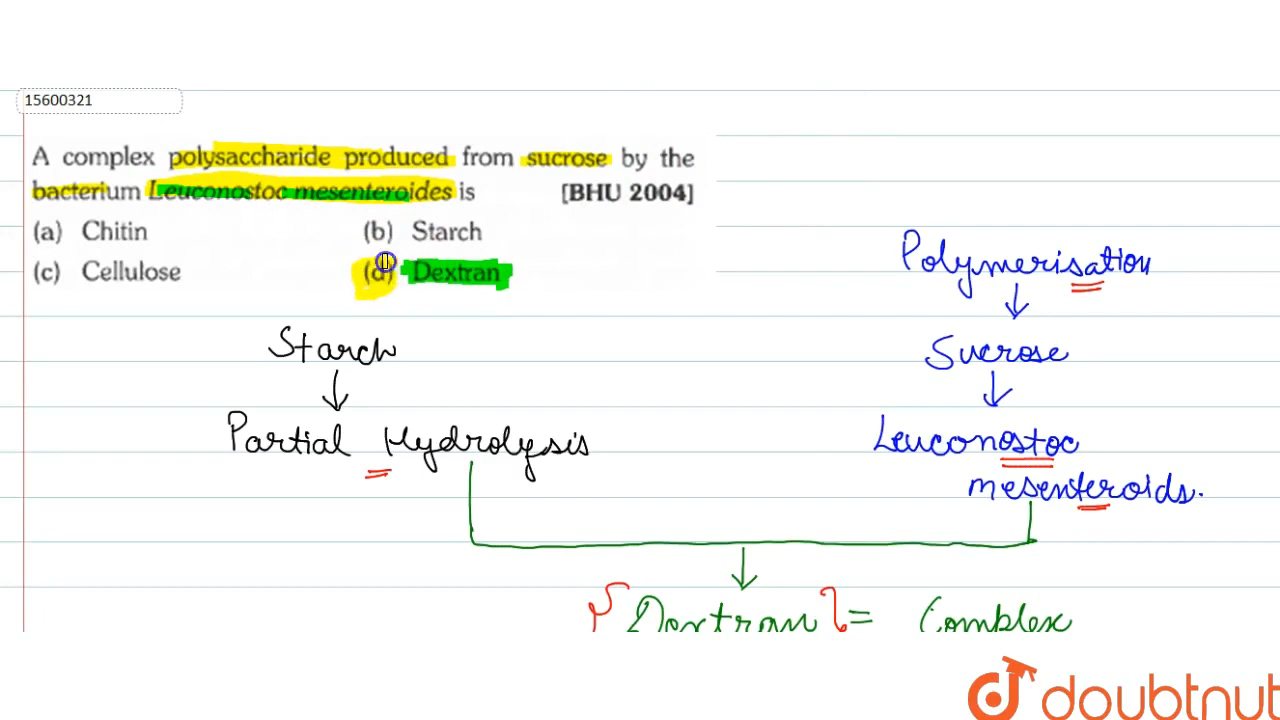 15600321
A complex polysaccharide produced from sucrose by the
bacterium Leuconostoc mesenteroides is [BHU 2004]
(a) Chitin (b) Starch
(c) Cellulose (d) Dextran
Polymerisation
Starch
Sucrose
Partial Hydrolysis
Leuconostoc
mesenteroids.
{Dextran} = Complex
doubtnut